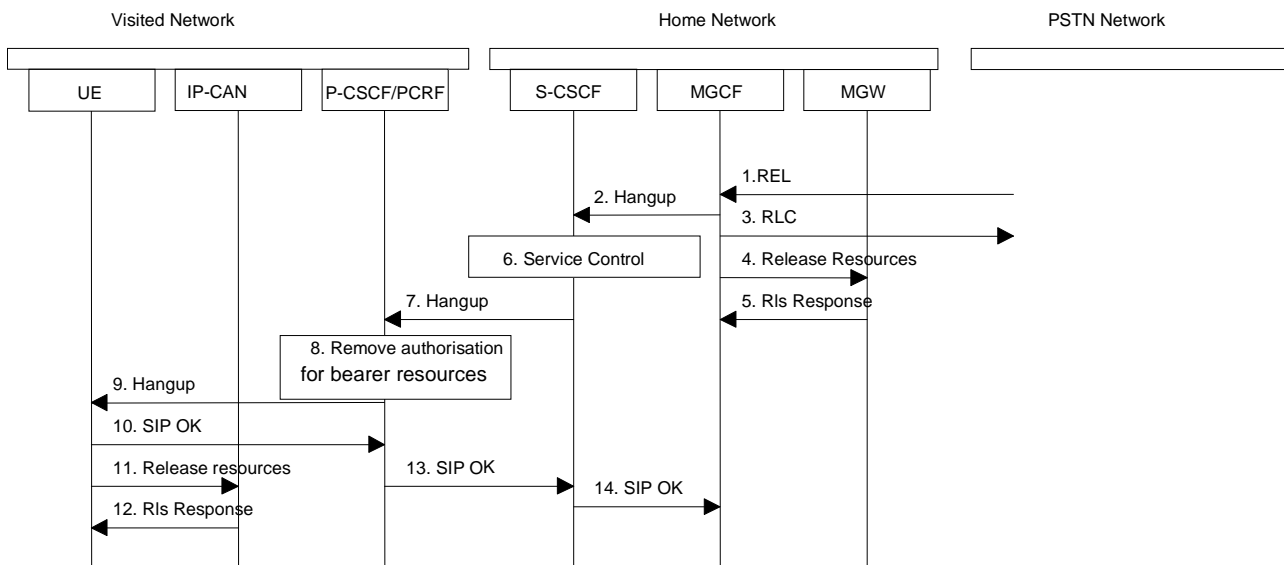 Visited Network
Home Network
PSTN Network
UE
IP-CAN
P-CSCF/PCRF
S-CSCF
MGCF
MGW
1.REL
2. Hangup
3. RLC
6. Service Control
4. Release Resources
7. Hangup
5. Rls Response
8. Remove authorisation
for bearer resources
9. Hangup
10. SIP OK
11. Release resources
13. SIP OK
14. SIP OK
12. Rls Response